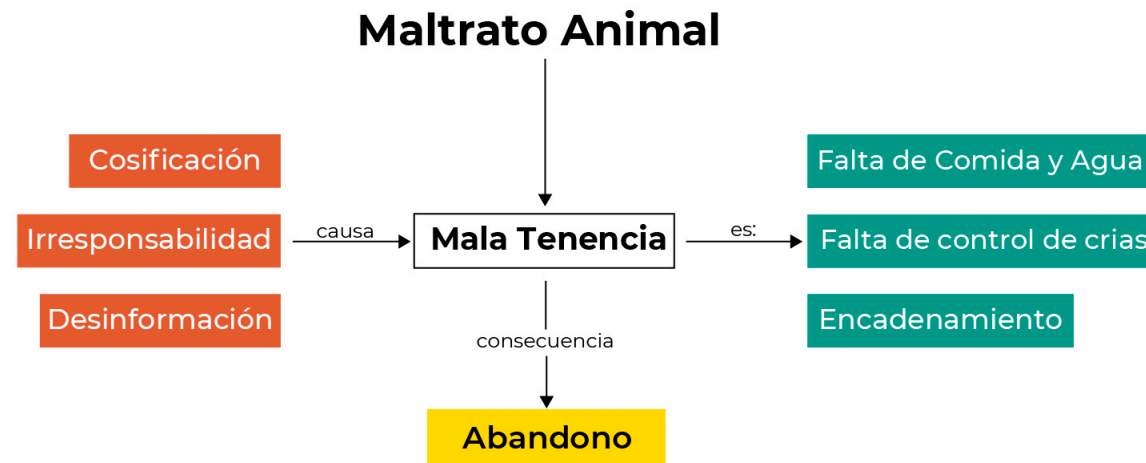 Maltrato Animal
Cosificación
Irresponsabilidad
Desinformación
causa
Mala Tenencia
es:
Falta de Comida y Agua
Falta de control de crias
Encadenamiento
consecuencia
Abandono